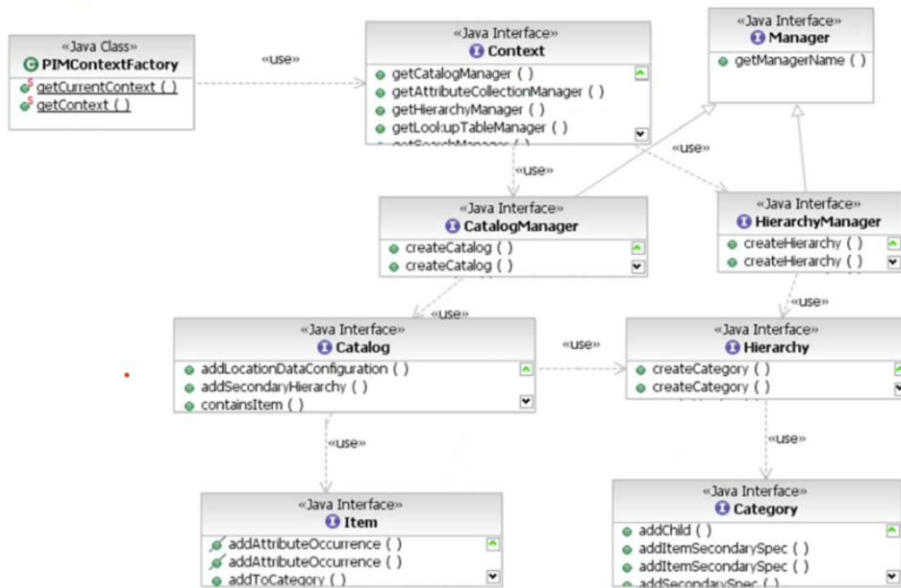 «Java Class»
PIMContextFactory
getCurrentContext ( )
getContext ( )
«use»
«Java Interface»
Context
getCatalogManager ( )
getAttributeCollectionManager ( )
getHierarchyManager ( )
getLookupTableManager ( )
getSearchManager ( )
«Java Interface»
Manager
getManagerName ( )
«use»
«use»
«Java Interface»
CatalogManager
createCatalog ( )
createCatalog ( )
«Java Interface»
HierarchyManager
createHierarchy ( )
createHierarchy ( )
«use»
«use»
«Java Interface»
Catalog
addLocationDataConfiguration ( )
addSecondaryHierarchy ( )
containsItem ( )
«use»
«Java Interface»
Hierarchy
createCategory ( )
createCategory ( )
«use»
«use»
«Java Interface»
Item
addAttributeOccurrence ( )
addAttributeOccurrence ( )
addToCategory ( )
«Java Interface»
Category
addChild ( )
addItemSecondarySpec ( )
addItemSecondarySpec ( )
addSecondarySpec ( )